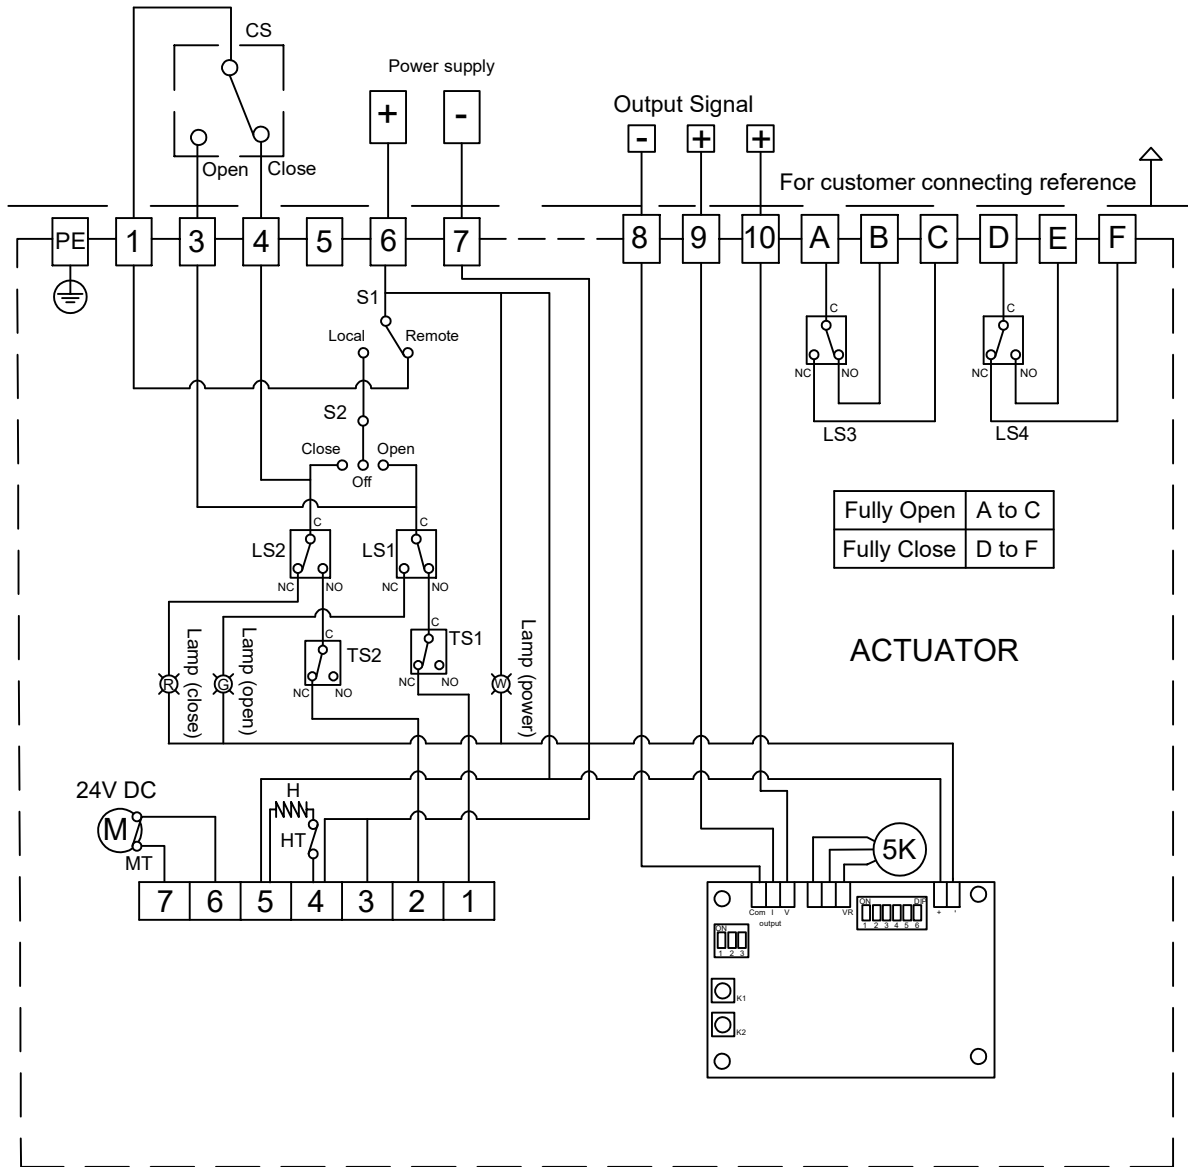 CS
Power supply
+ -
Open Close
Output Signal
- + +
For customer connecting reference
PE 1 3 4 5 6 7 8 9 10 A B C D E F
S1
Local Remote
S2
Close Open
Off
C C
NC NO NC NO
LS3 LS4
C C
LS2 LS1
NC NO NC NO
Fully Open A to C
Fully Close D to F
C C
TS2 TS1
NC NO NC NO
Lamp (close)
Lamp (open)
Lamp (power)
R G W
ACTUATOR
24V DC
M
MT
H
HT
7 6 5 4 3 2 1
5K
Com I V
output
VR
ON DIP
1 2 3 4 5 6
+ -
ON
1 2 3
K1
K2